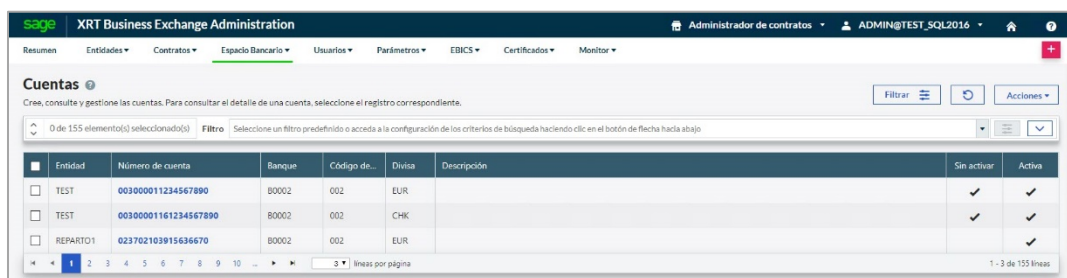 sage XRT Business Exchange Administration Administrador de contratos ADMIN@TEST_SQL2016
Resumen Entidades Contratos Espacio Bancario Usuarios Parámetros EBICS Certificados Monitor +
Cuentas ?
Filtrar Acciones
Cree, consulte y gestione las cuentas. Para consultar el detalle de una cuenta, seleccione el registro correspondiente.
0 de 155 elemento(s) seleccionado(s) Filtro Seleccione un filtro predefinido o acceda a la configuración de los criterios de búsqueda haciendo clic en el botón de flecha hacia abajo
Entidad Número de cuenta Banque Código de... Divisa Descripción Sin activar Activa
TEST 003000011234567890 B0002 002 EUR
TEST 00300001161234567890 B0002 002 CHK
REPARTO1 023702103915636670 B0002 002 EUR
1 2 3 4 5 6 7 8 9 10 ... 3 líneas por página 1 - 3 de 155 líneas